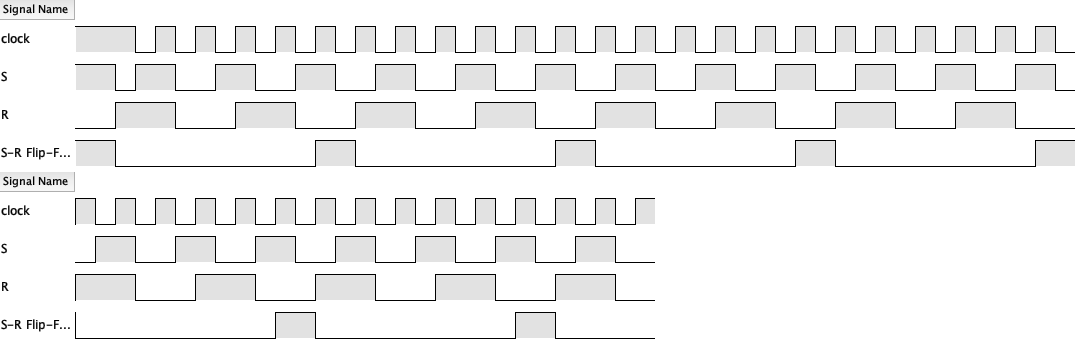 Signal Name
clock
S
R
S-R Flip-F...
Signal Name
clock
S
R
S-R Flip-F...